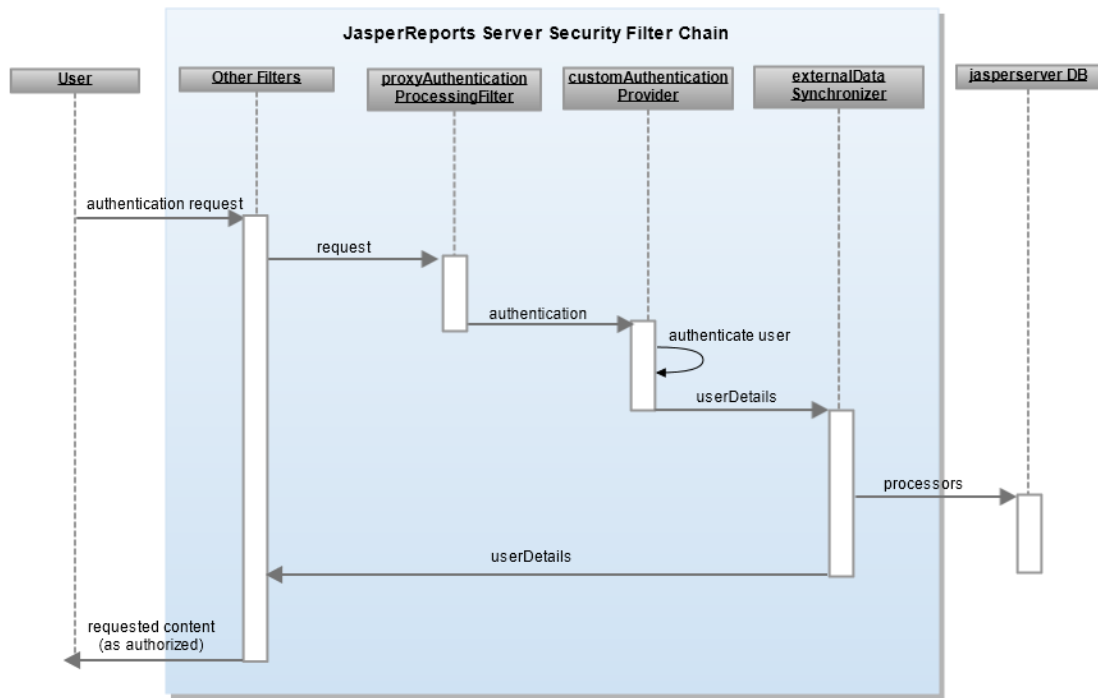 JasperReports Server Security Filter Chain
User
Other Filters
proxyAuthentication
ProcessingFilter
customAuthentication
Provider
externalData
Synchronizer
jasperserver DB
authentication request
request
authentication
authenticate user
userDetails
processors
userDetails
requested content
(as authorized)